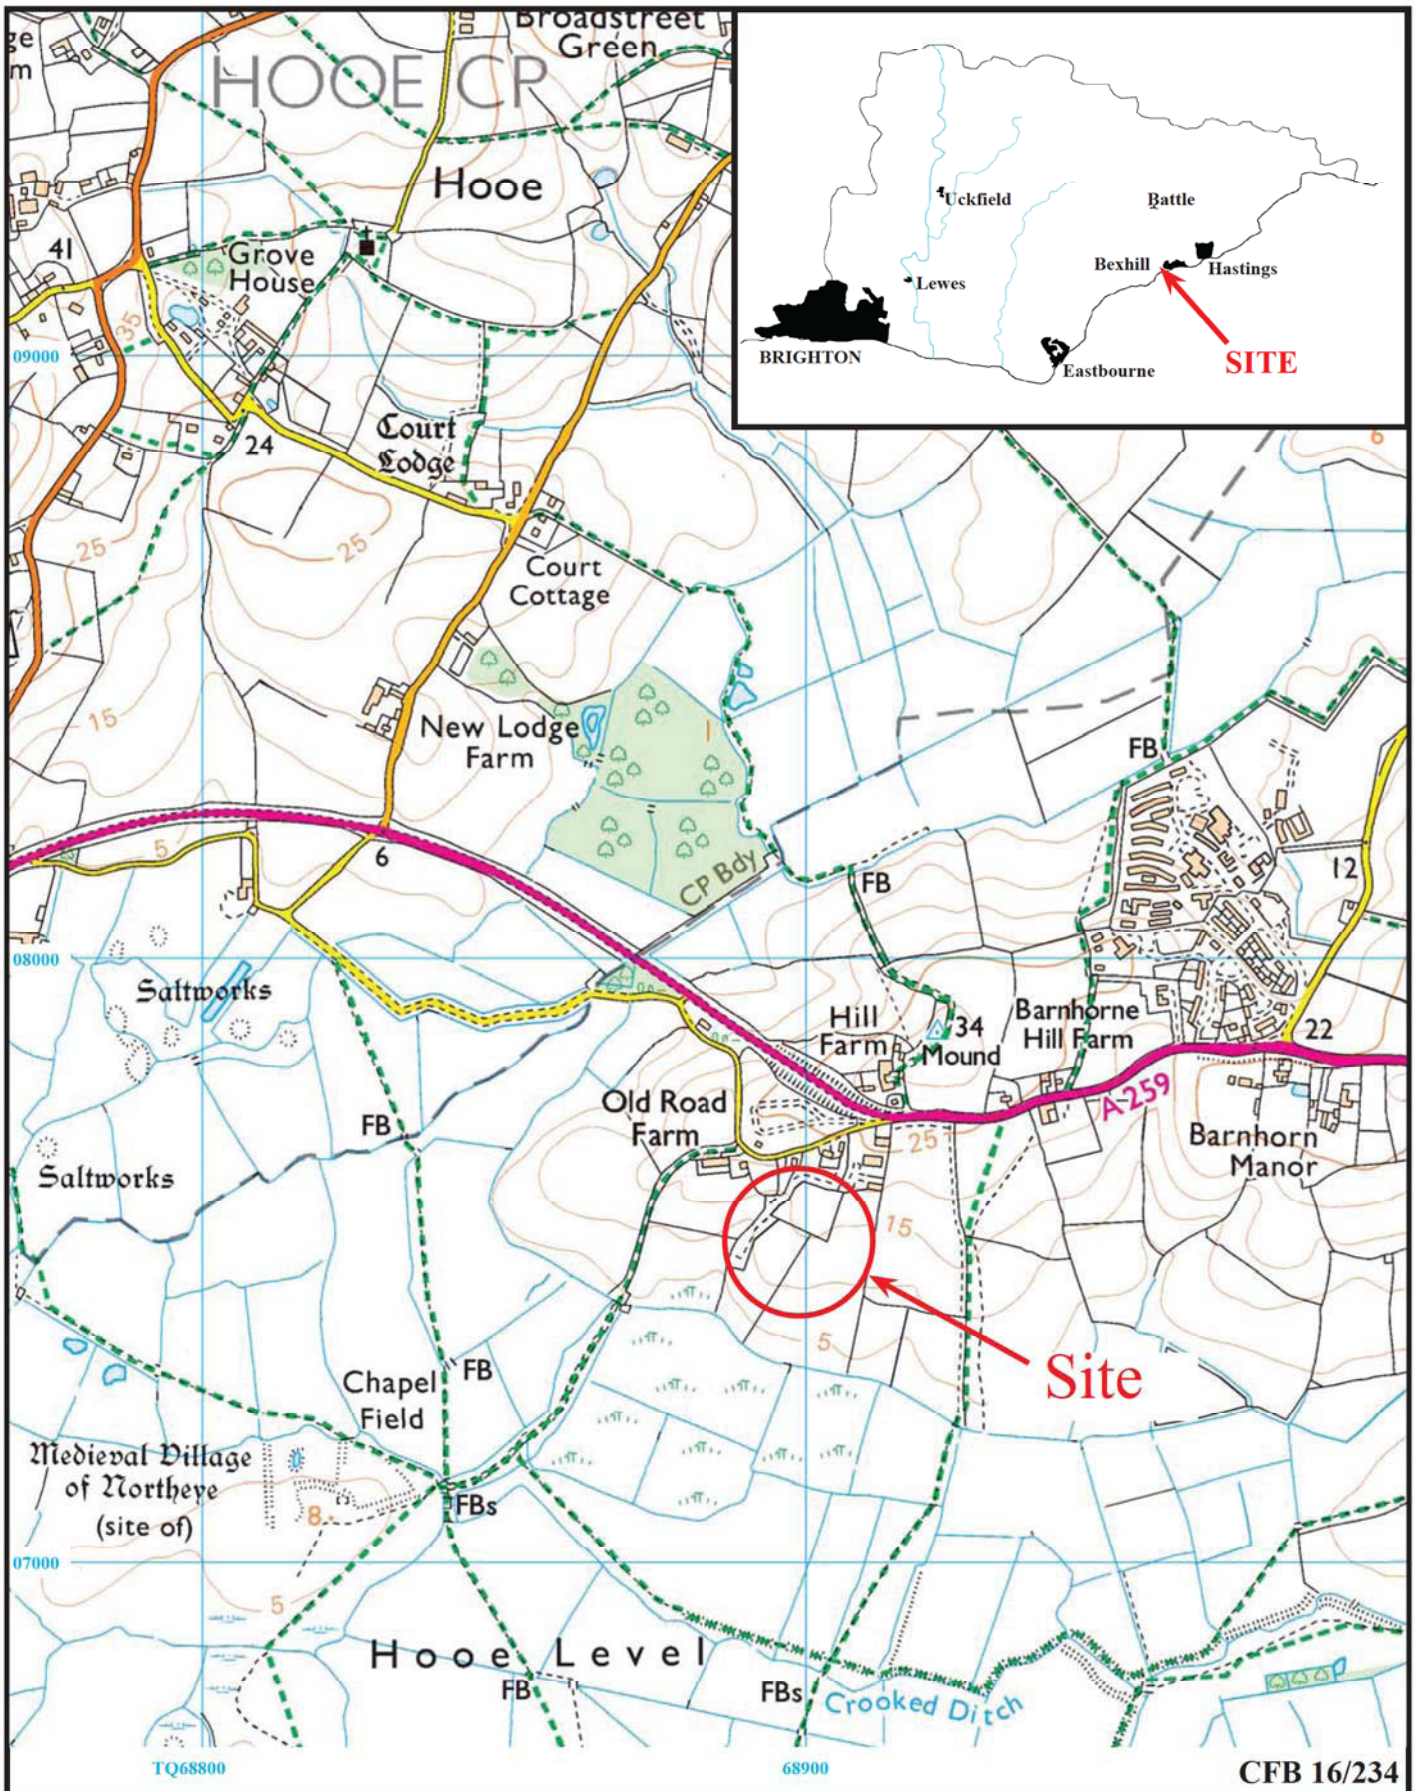 Broadstreet
Green
ge
m
HOOE CP
Hooe
41
Grove
House
35
09000
24
Court
Lodge
25
25
Court
Cottage
15
New Lodge
Farm
Uckfield
Battle
Bexhill
Hastings
Lewes
BRIGHTON
Eastbourne
SITE
6
FB
5
6
CP Bdy
FB
12
08000
Saltworks
Hill
Farm
34
Mound
Barnhorne
Hill Farm
22
A 259
Old Road
Farm
FB
25
Barnhorn
Manor
Saltworks
15
5
Site
FB
Chapel
Field
Medieval Village
of Northeye
(site of)
8
FBs
07000
5
Hooe Level
FB
FBs
Crooked Ditch
TQ68800
68900
CFB 16/234